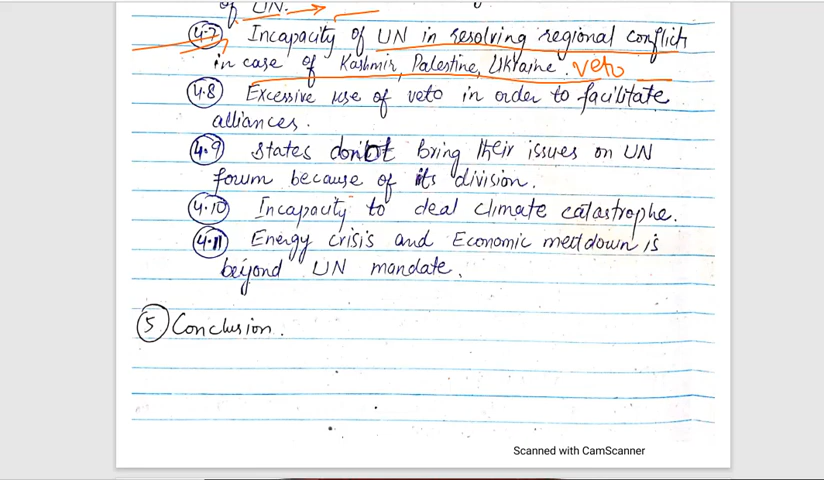 of UN. →
4.7 Incapacity of UN in resolving regional conflich
in case of Kashmir, Palestine, Ukraine. veto
4.8 Excessive use of veto in order to facilitate
alliances.
4.9 States don't bring their issues on UN
forum because of its division.
4.10 Incapacity to deal climate catastrophe.
4.11 Energy crisis and Economic meltdown is
beyond UN mandate.
5 Conclusion.
Scanned with CamScanner